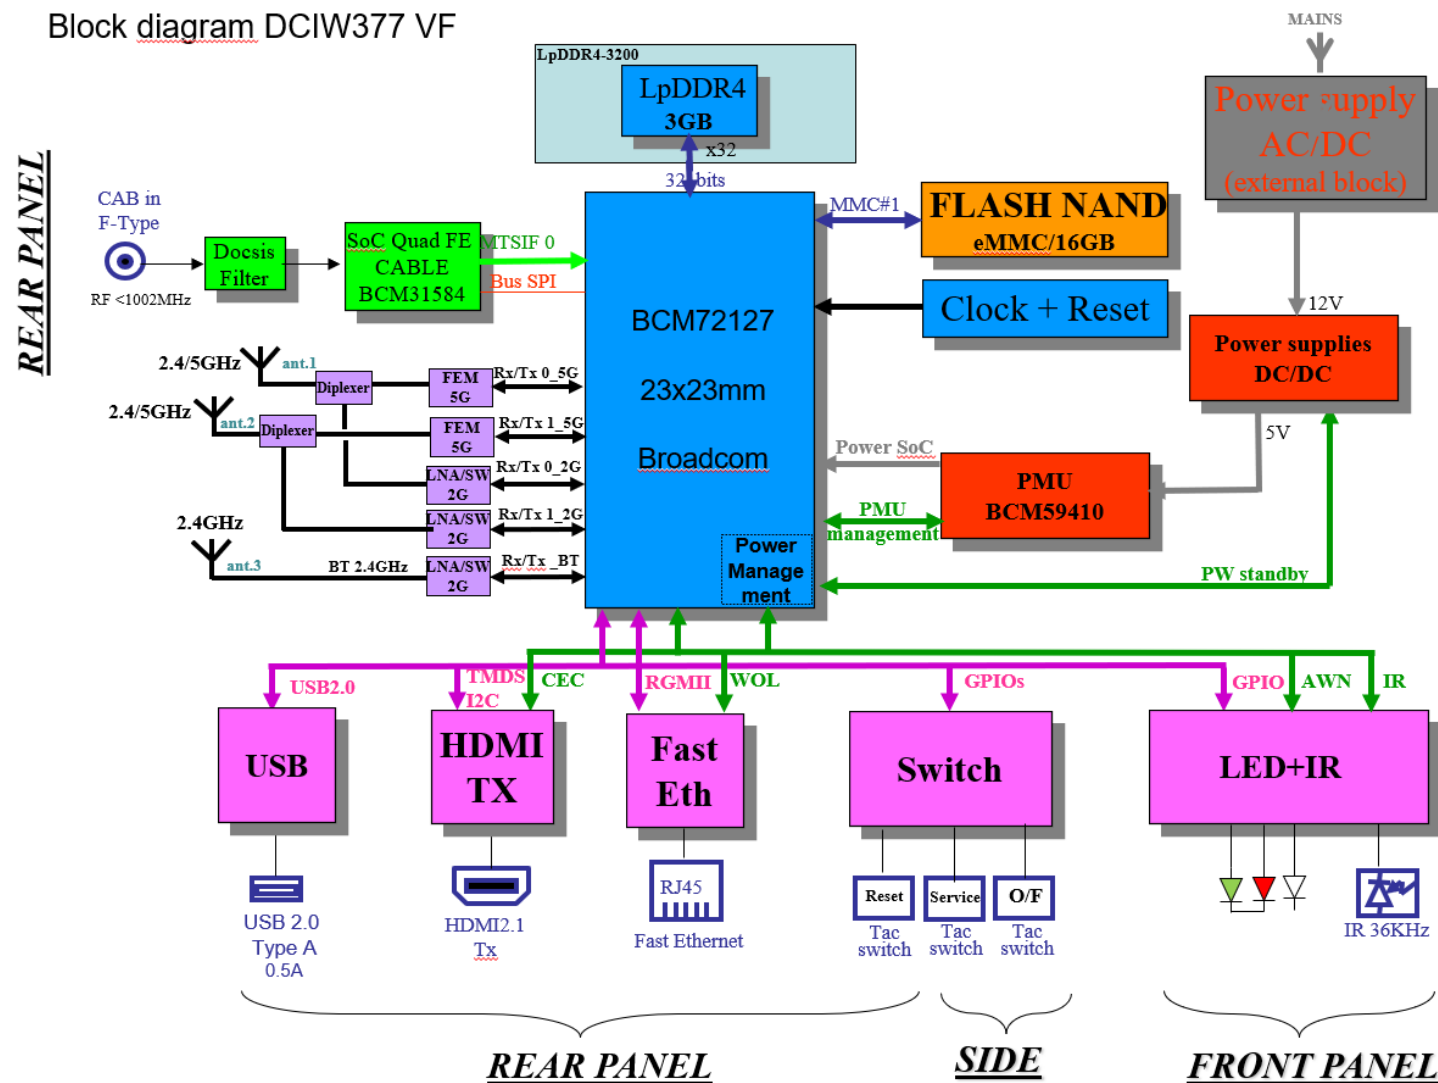 Block diagram DCIW377 VF
MAINS
LpDDR4-3200
LpDDR4
3GB
x32
32 bits
Power supply
AC/DC
(external block)
REAR PANEL
CAB in
F-Type
RF <1002MHz
Docsis
Filter
SoC Quad FE
CABLE
BCM31584
MTSIF 0
Bus SPI
MMC#1
FLASH NAND
eMMC/16GB
Clock + Reset
12V
Power supplies
DC/DC
5V
BCM72127
23x23mm
Broadcom
2.4/5GHz
ant.1
Diplexer
FEM
5G
Rx/Tx 0_5G
2.4/5GHz
ant.2
Diplexer
FEM
5G
Rx/Tx 1_5G
LNA/SW
2G
Rx/Tx 0_2G
LNA/SW
2G
Rx/Tx 1_2G
2.4GHz
ant.3
BT 2.4GHz
LNA/SW
2G
Rx/Tx _BT
Power SoC
PMU
BCM59410
PMU
management
Power
Manage
ment
PW standby
USB2.0
TMDS
I2C
CEC
RGMII
WOL
GPIOs
GPIO
AWN
IR
USB
HDMI
TX
Fast
Eth
Switch
LED+IR
USB 2.0
Type A
0.5A
HDMI2.1
Tx
RJ45
Fast Ethernet
Reset
Tac
switch
Service
Tac
switch
O/F
Tac
switch
IR 36KHz
REAR PANEL
SIDE
FRONT PANEL